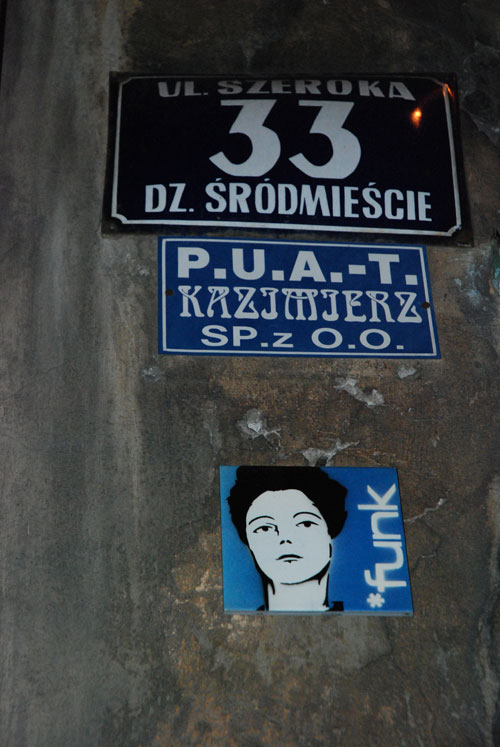 UL. SZEROKA
33
DZ. ŚRÓDMIEŚCIE
P.U.A.-T.
KAZIMIERZ
SP.z O.O.
*funk